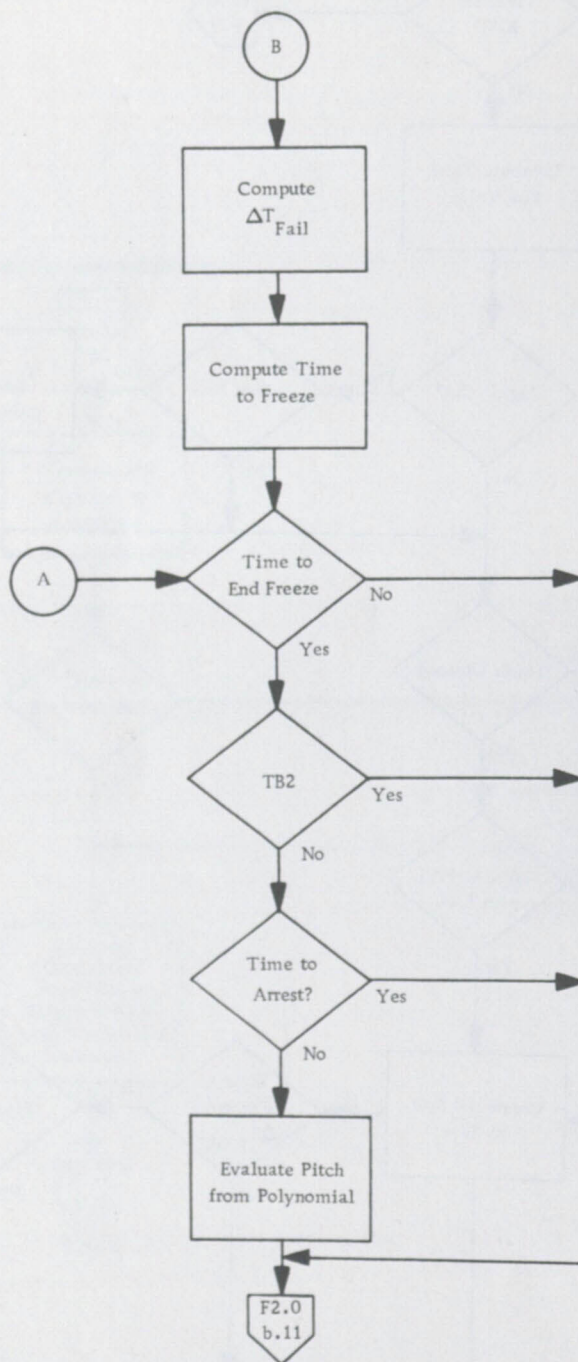 B
Compute
ΔT
Fail
Compute Time
to Freeze
A
Time to
End Freeze
No
Yes
TB2
Yes
No
Time to
Arrest?
Yes
No
Evaluate Pitch
from Polynomial
F2.0
b.11